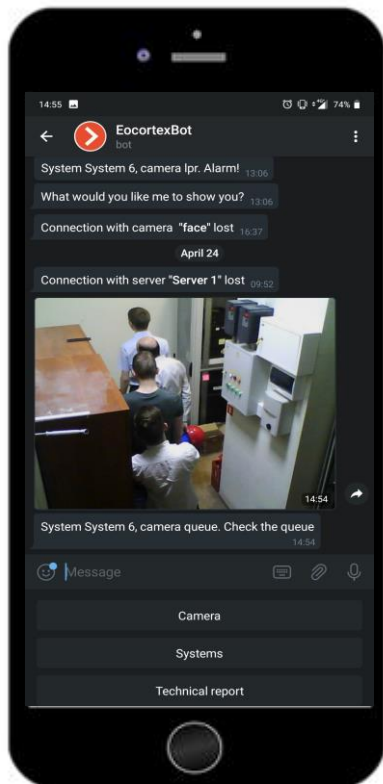 14:55
74%
EocortexBot
bot
System System 6, camera lpr. Alarm! 13:06
What would you like me to show you? 13:06
Connection with camera "face" lost 16:37
April 24
Connection with server "Server 1" lost 09:52
14:54
System System 6, camera queue. Check the queue
14:54
Message
Camera
Systems
Technical report